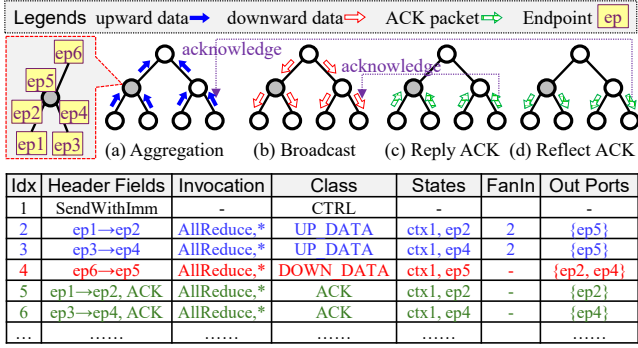 Legends upward data downward data ACK packet Endpoint ep
ep6
ep5
ep2 ep4
ep1 ep3
acknowledge
acknowledge
(a) Aggregation (b) Broadcast (c) Reply ACK (d) Reflect ACK
Idx Header Fields Invocation Class States FanIn Out Ports
1 SendWithImm - CTRL - - -
2 ep1→ep2 AllReduce,* UP_DATA ctx1, ep2 2 {ep5}
3 ep3→ep4 AllReduce,* UP_DATA ctx1, ep4 2 {ep5}
4 ep6→ep5 AllReduce,* DOWN_DATA ctx1, ep5 - {ep2, ep4}
5 ep1→ep2, ACK AllReduce,* ACK ctx1, ep2 - {ep2}
6 ep3→ep4, ACK AllReduce,* ACK ctx1, ep4 - {ep4}
... ...... ...... ...... ...... ...... ......